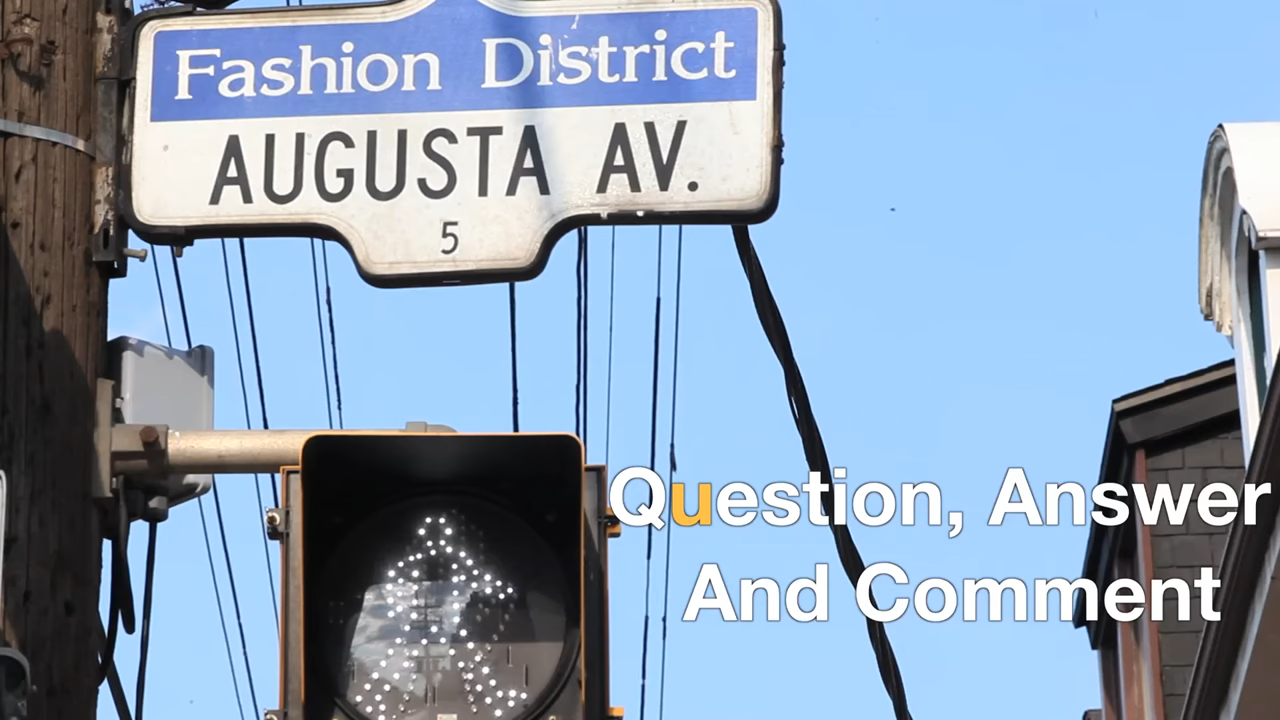 Fashion District
AUGUSTA AV.
5
Question, Answer
And Comment